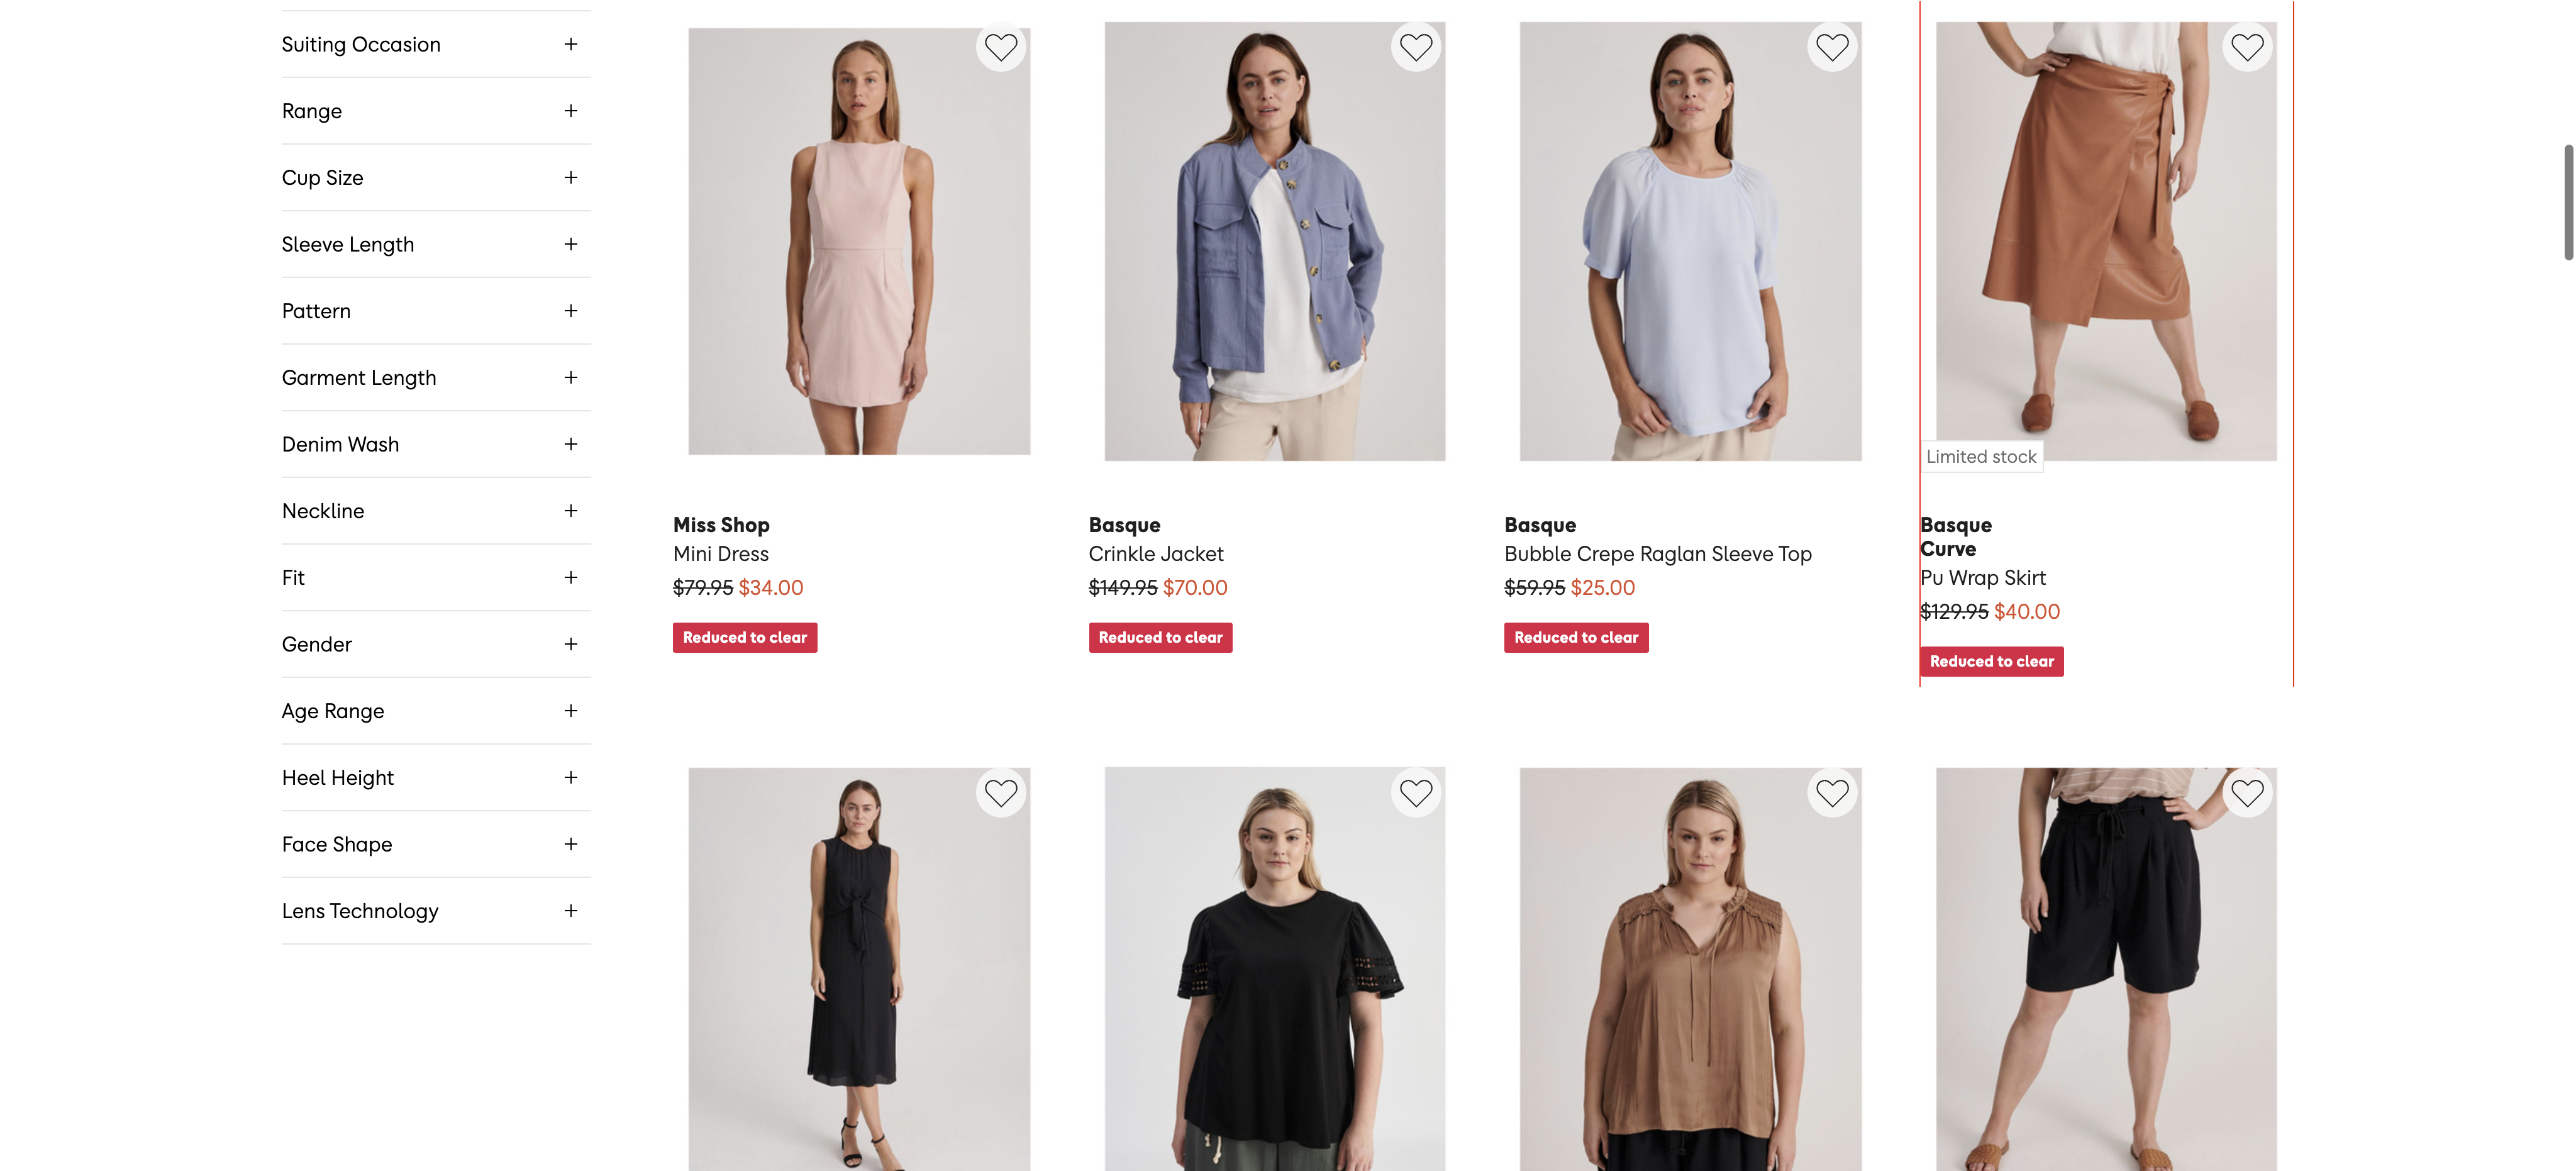 Suiting Occasion
Range
Cup Size
Sleeve Length
Pattern
Garment Length
Denim Wash
Neckline
Fit
Gender
Age Range
Heel Height
Face Shape
Lens Technology
Miss Shop
Mini Dress
$79.95 $34.00
Reduced to clear
Basque
Crinkle Jacket
$149.95 $70.00
Reduced to clear
Basque
Bubble Crepe Raglan Sleeve Top
$59.95 $25.00
Reduced to clear
Limited stock
Basque
Curve
Pu Wrap Skirt
$129.95 $40.00
Reduced to clear